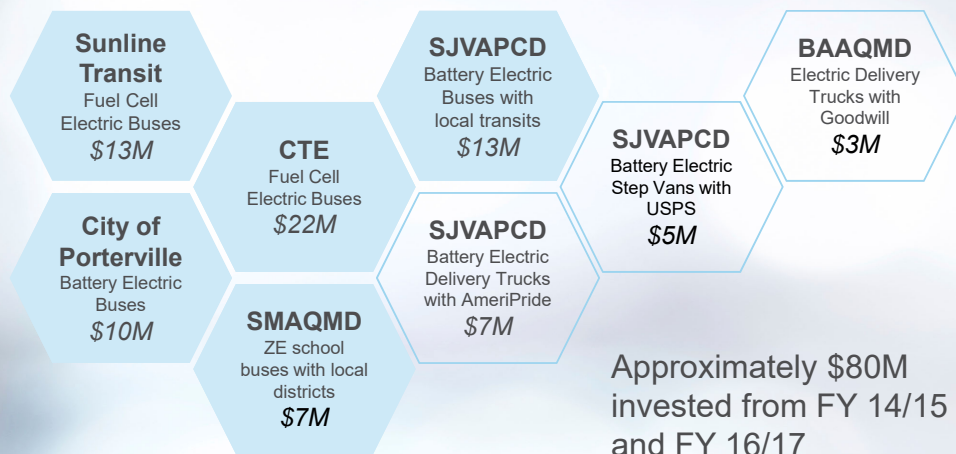 Sunline
Transit
Fuel Cell
Electric Buses
$13M
City of
Porterville
Battery Electric
Buses
$10M
CTE
Fuel Cell
Electric Buses
$22M
SMAQMD
ZE school
buses with local
districts
$7M
SJVAPCD
Battery Electric
Buses with
local transits
$13M
SJVAPCD
Battery Electric
Delivery Trucks
with AmeriPride
$7M
SJVAPCD
Battery Electric
Step Vans with
USPS
$5M
BAAQMD
Electric Delivery
Trucks with
Goodwill
$3M
Approximately $80M
invested from FY 14/15
and FY 16/17